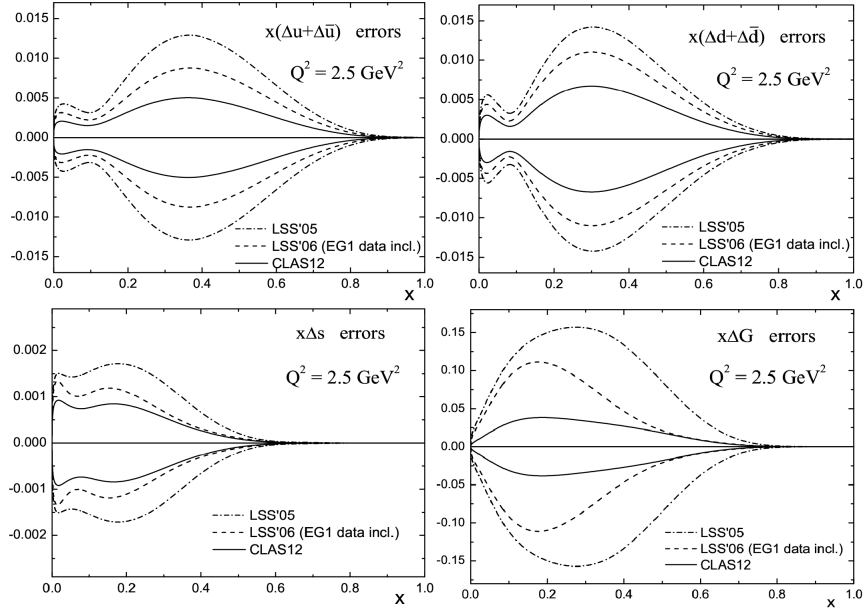 x(Δu+Δū) errors
Q² = 2.5 GeV²
0.015
0.010
0.005
0.000
-0.005
-0.010
-0.015
LSS'05
LSS'06 (EG1 data incl.)
CLAS12
0.0 0.2 0.4 0.6 0.8 1.0
x
x(Δd+Δd̄) errors
Q² = 2.5 GeV²
0.015
0.010
0.005
0.000
-0.005
-0.010
-0.015
LSS'05
LSS'06 (EG1 data incl.)
CLAS12
0.0 0.2 0.4 0.6 0.8 1.0
x
xΔs errors
Q² = 2.5 GeV²
0.002
0.001
0.000
-0.001
-0.002
LSS'05
LSS'06 (EG1 data incl.)
CLAS12
0.0 0.2 0.4 0.6 0.8 1.0
x
xΔG errors
Q² = 2.5 GeV²
0.15
0.10
0.05
0.00
-0.05
-0.10
-0.15
LSS'05
LSS'06 (EG1 data incl.)
CLAS12
0.0 0.2 0.4 0.6 0.8 1.0
x